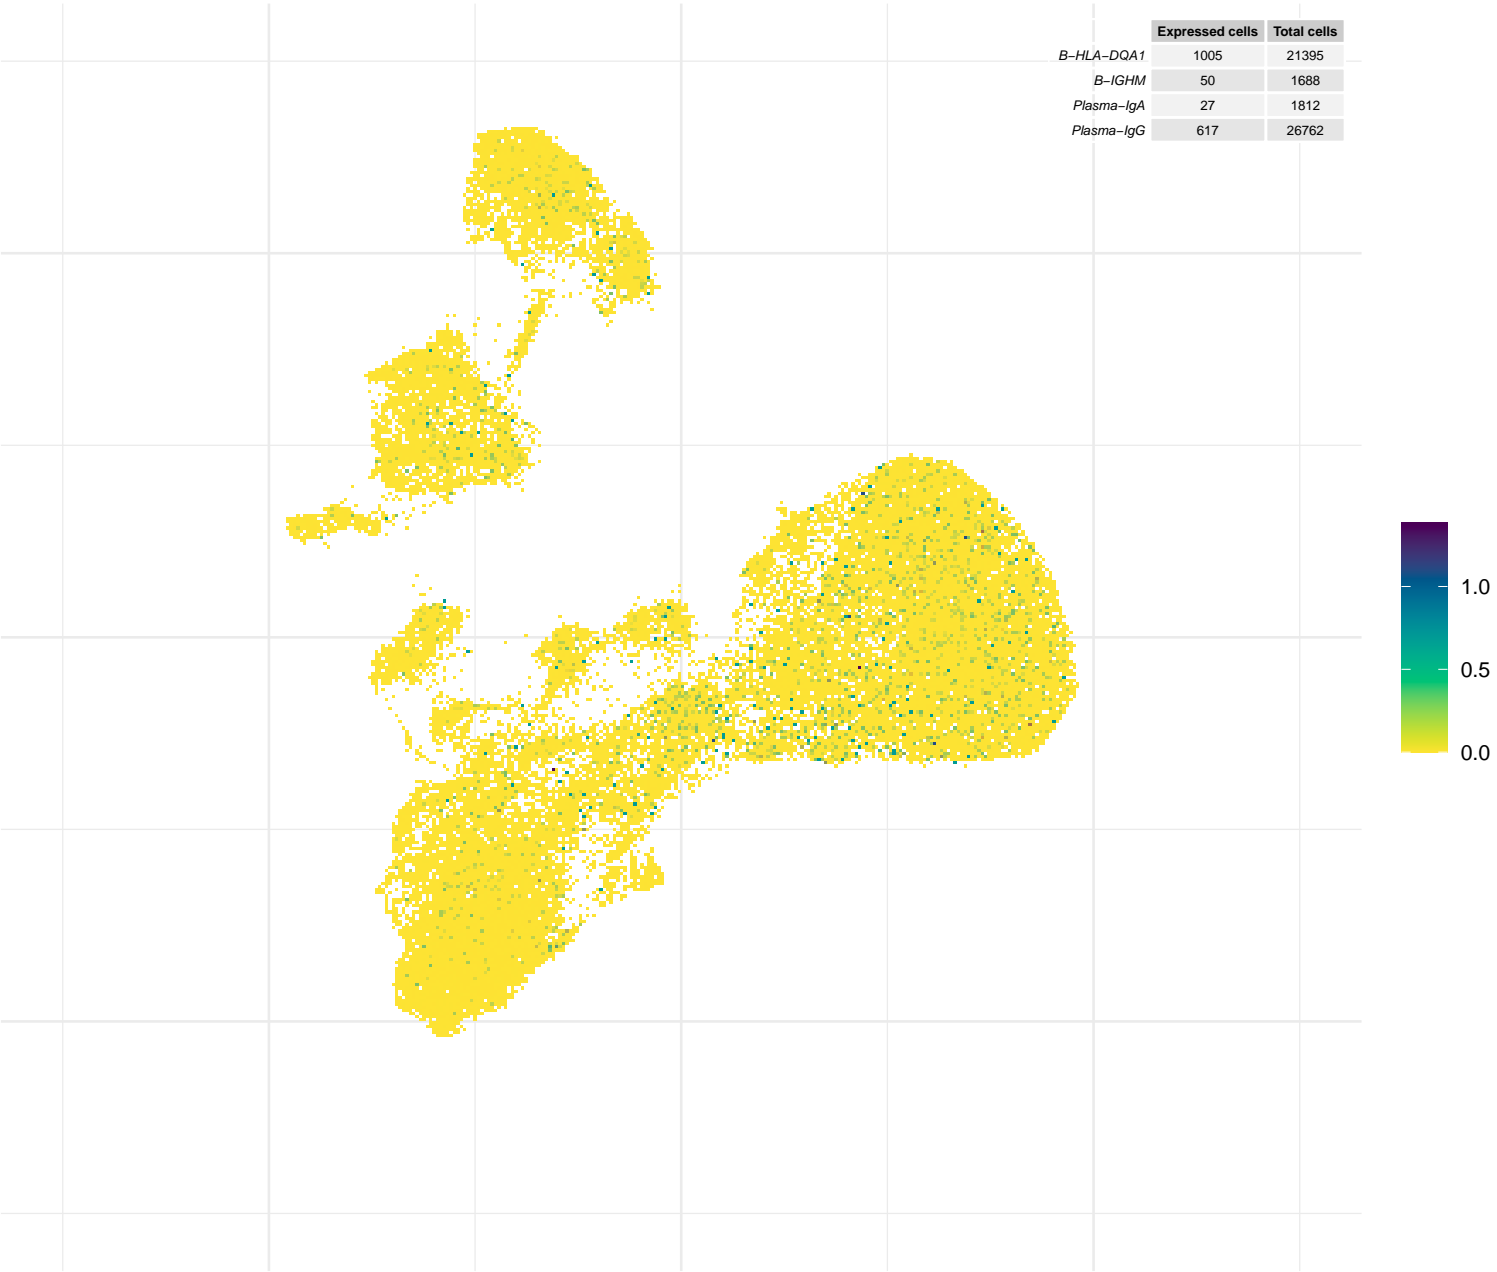 Expressed cells Total cells
B−HLA−DQA1 1005 21395
B−IGHM 50 1688
Plasma−IgA 27 1812
Plasma−IgG 617 26762
1.0
0.5
0.0